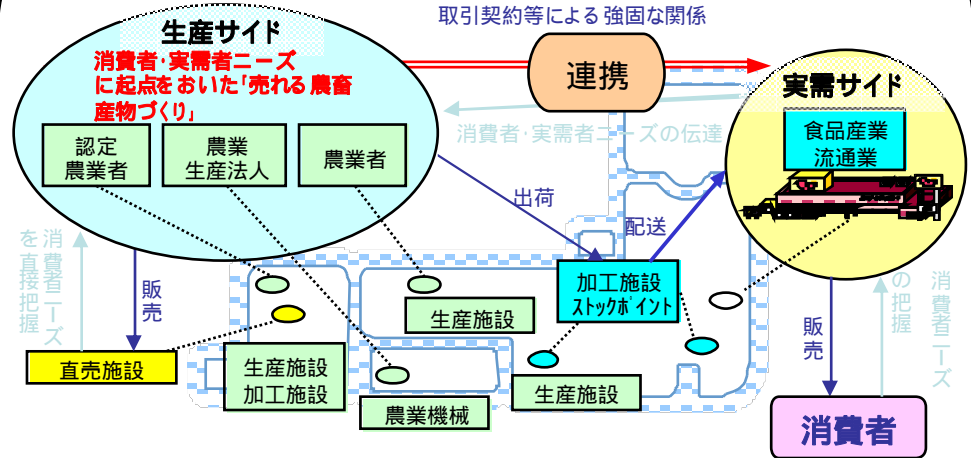 取引契約等による強固な関係
生産サイド
消費者･実需者ニーズ
に起点をおいた｢売れる農畜
産物づくり｣
連携
実需サイド
消費者･実需者ニーズの伝達
食品産業
流通業
認定
農業者
農業
生産法人
農業者
出荷
配送
消費者ニーズ
を直接把握
販売
加工施設
ｽﾄｯｸﾎﾟｲﾝﾄ
生産施設
販売
消費者ニーズ
の把握
直売施設
生産施設
加工施設
生産施設
農業機械
消費者